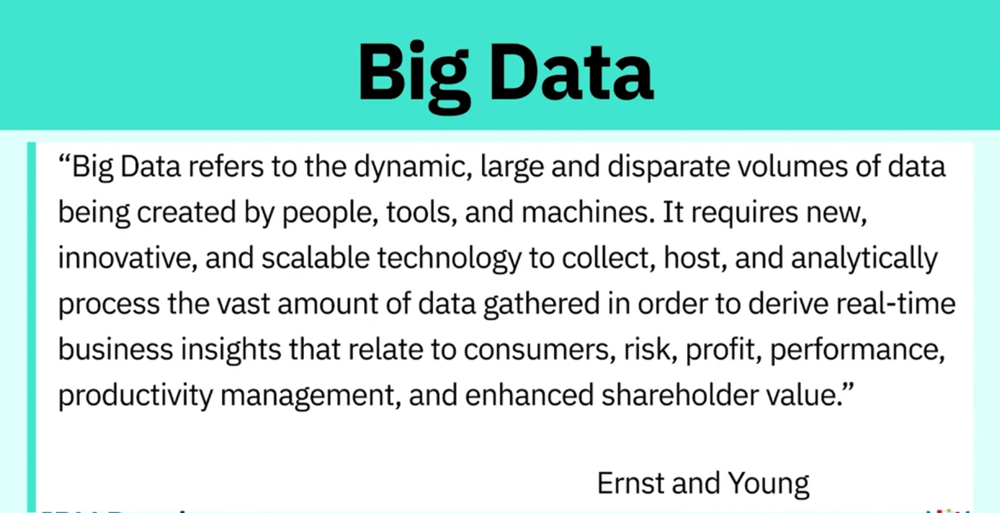 Big Data
“Big Data refers to the dynamic, large and disparate volumes of data
being created by people, tools, and machines. It requires new,
innovative, and scalable technology to collect, host, and analytically
process the vast amount of data gathered in order to derive real-time
business insights that relate to consumers, risk, profit, performance,
productivity management, and enhanced shareholder value.”
Ernst and Young